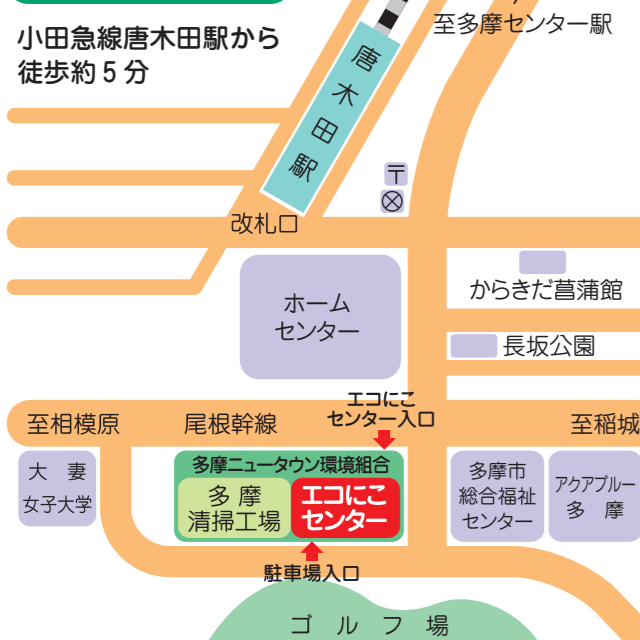 小田急線唐木田駅から
徒歩約5分
至多摩センター駅
唐木田駅
〒
改札口
ホーム
センター
からきだ菖蒲館
長坂公園
エコにこ
センター入口
至相模原
尾根幹線
至稲城
大妻
女子大学
多摩ニュータウン環境組合
多摩
清掃工場
エコにこ
センター
多摩市
総合福祉
センター
アクアブルー
多摩
駐車場入口
ゴルフ場